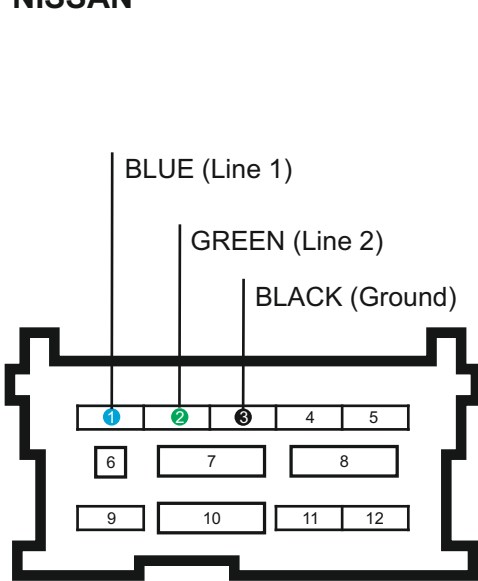 NISSAN
BLUE (Line 1)
GREEN (Line 2)
BLACK (Ground)
1 2 3 4 5
6 7 8
9 10 11 12